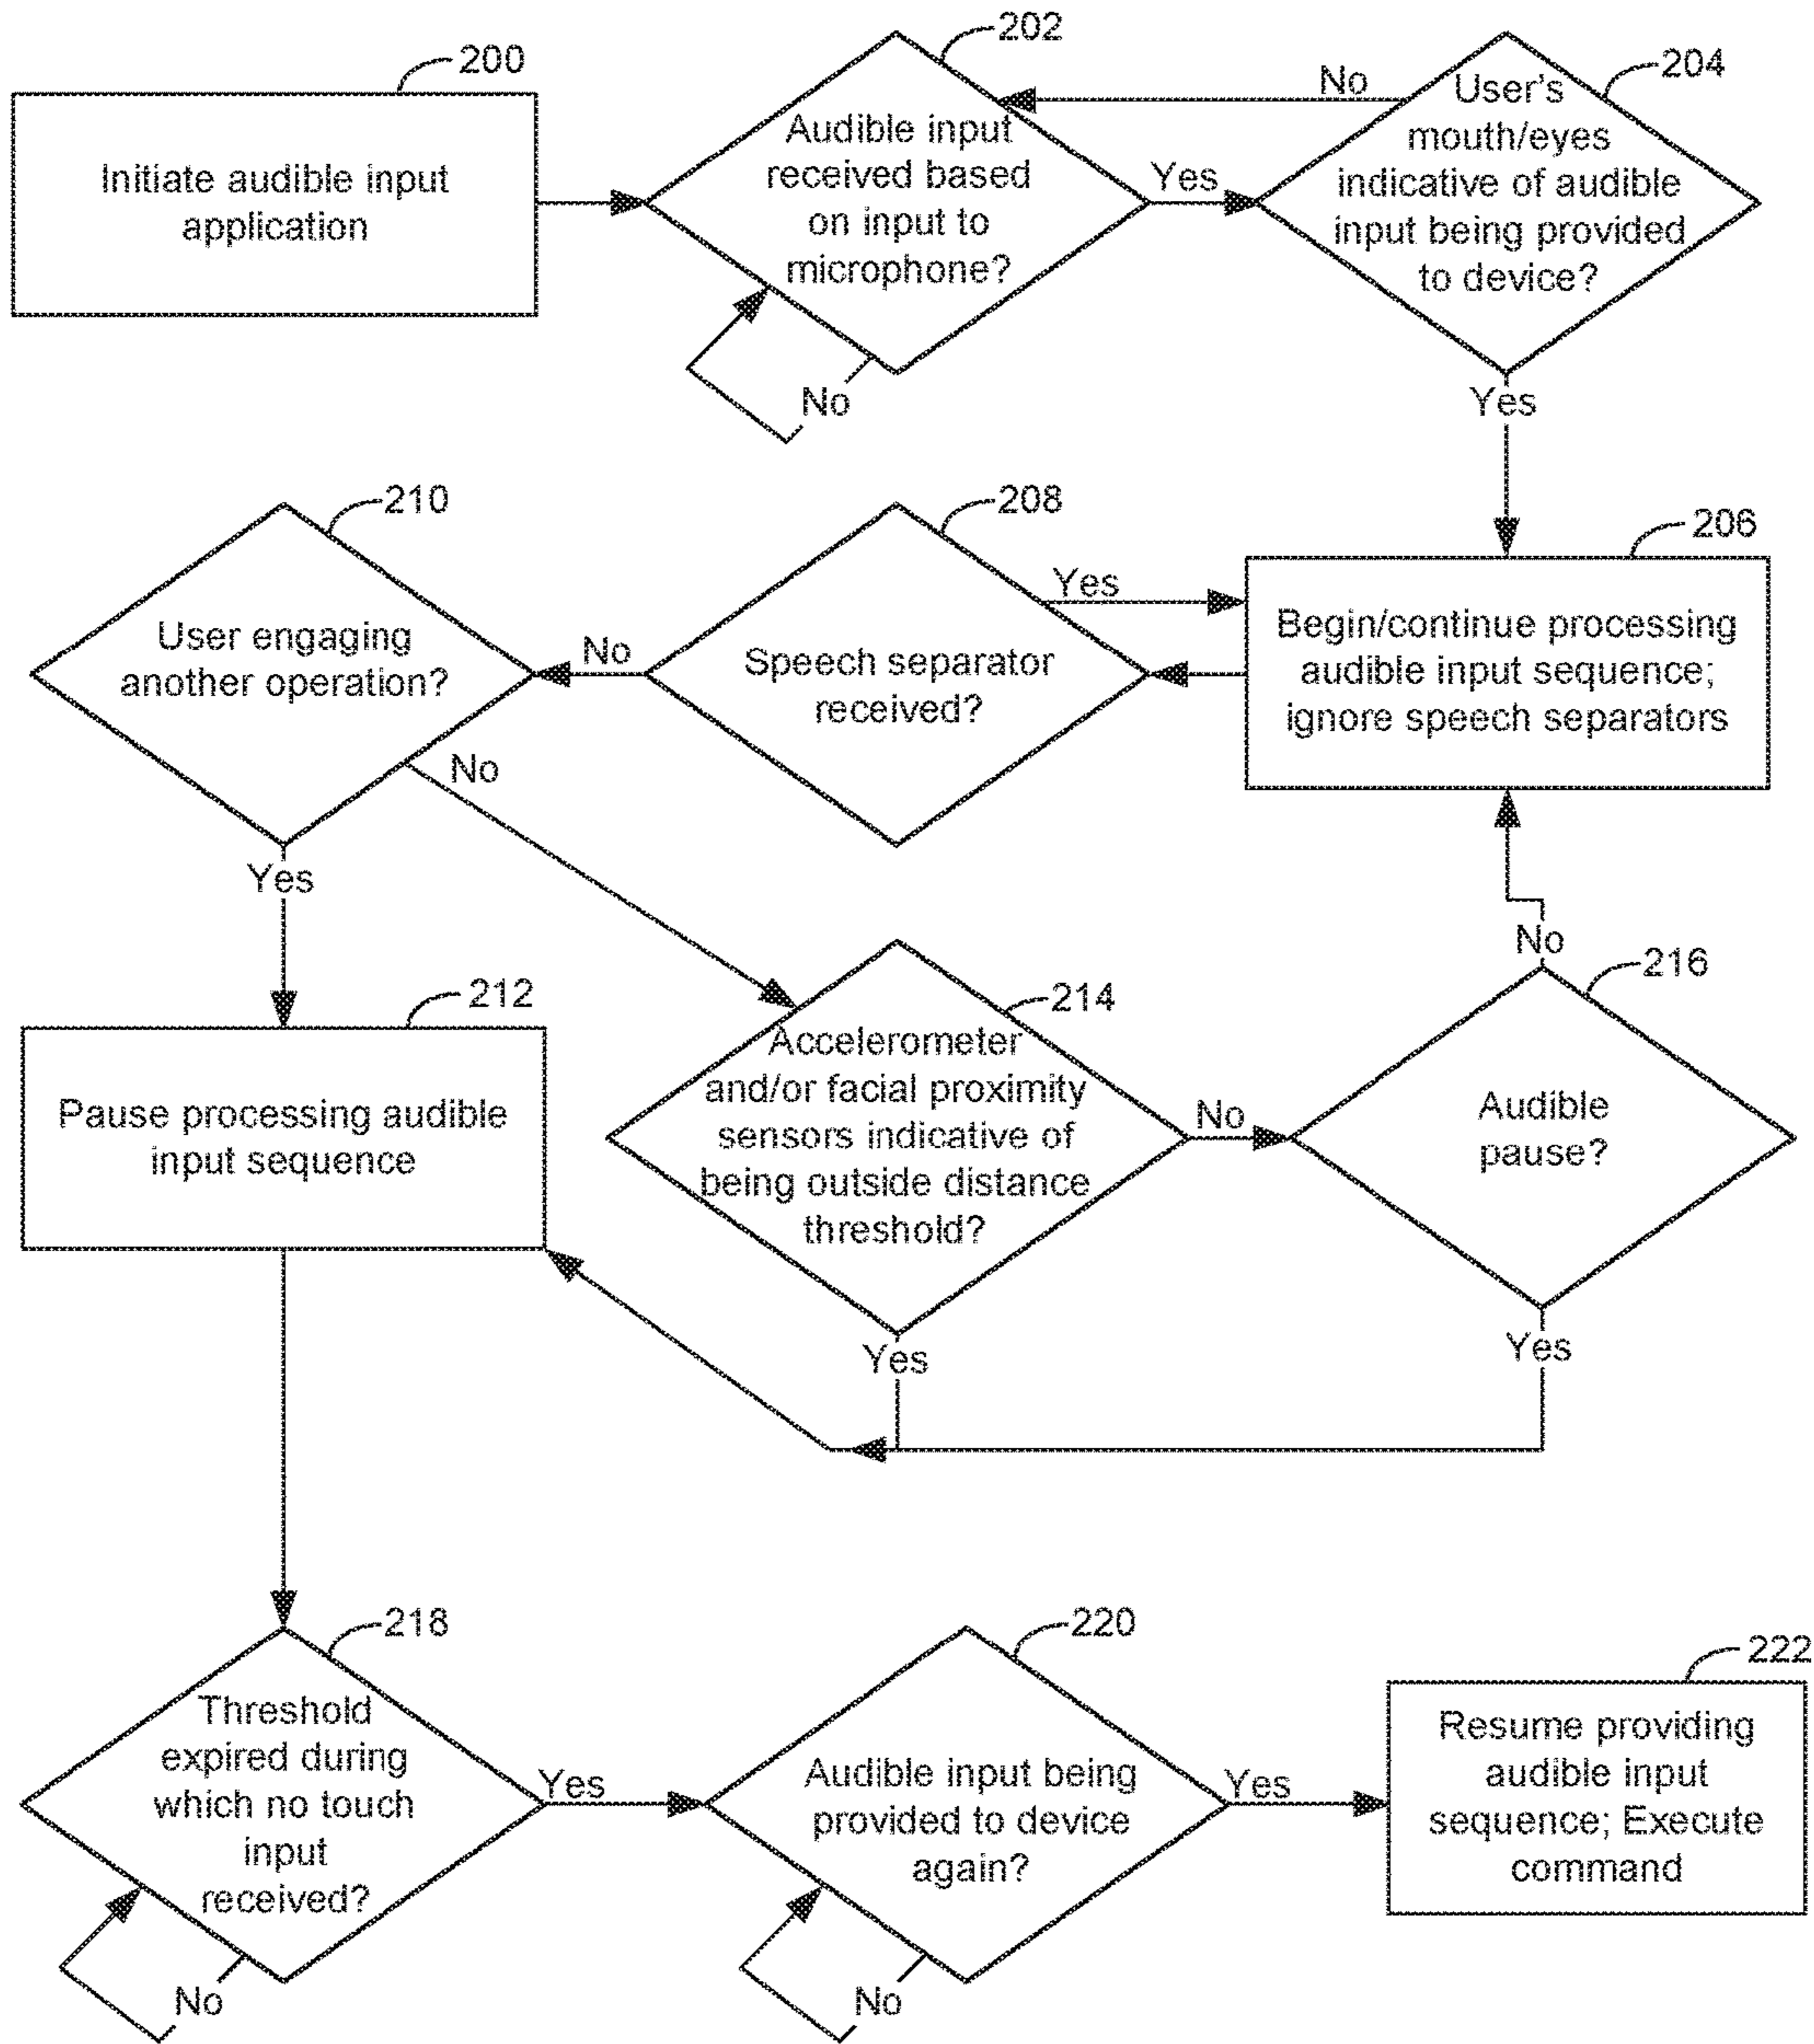 200
Initiate audible input
application
202
Audible input
received based
on input to
microphone?
No
Yes
No
204
User's
mouth/eyes
indicative of audible
input being provided
to device?
Yes
206
Begin/continue processing
audible input sequence;
ignore speech separators
208
Speech separator
received?
Yes
No
210
User engaging
another operation?
No
Yes
212
Pause processing audible
input sequence
214
Accelerometer
and/or facial proximity
sensors indicative of
being outside distance
threshold?
No
Yes
216
Audible
pause?
No
Yes
218
Threshold
expired during
which no touch
input
received?
No
Yes
220
Audible input being
provided to device
again?
No
Yes
222
Resume providing
audible input
sequence; Execute
command